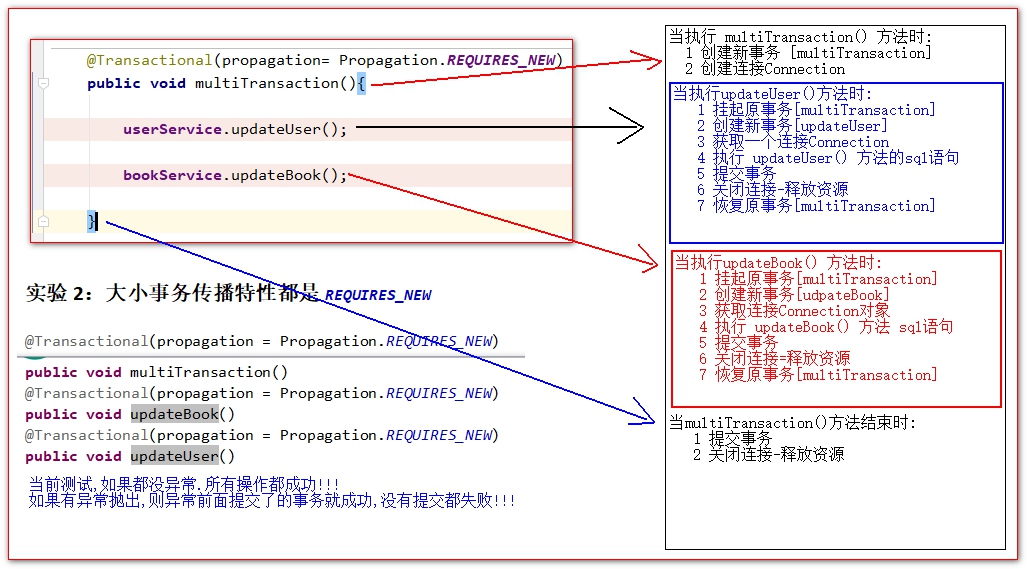 @Transactional(propagation= Propagation.REQUIRES_NEW)
public void multiTransaction(){
userService.updateUser();
bookService.updateBook();
}
实验 2：大小事务传播特性都是 REQUIRES_NEW
@Transactional(propagation = Propagation.REQUIRES_NEW)
public void multiTransaction()
@Transactional(propagation = Propagation.REQUIRES_NEW)
public void updateBook()
@Transactional(propagation = Propagation.REQUIRES_NEW)
public void updateUser()
当前测试,如果都没异常.所有操作都成功!!!
如果有异常抛出,则异常前面提交了的事务就成功,没有提交都失败!!!
当执行 multiTransaction() 方法时:
1 创建新事务 [multiTransaction]
2 创建连接Connection
当执行updateUser()方法时:
1 挂起原事务[multiTransaction]
2 创建新事务[updateUser]
3 获取一个连接Connection
4 执行 updateUser() 方法的sql语句
5 提交事务
6 关闭连接-释放资源
7 恢复原事务[multiTransaction]
当执行updateBook() 方法时:
1 挂起原事务[multiTransaction]
2 创建新事务[udpateBook]
3 获取连接Connection对象
4 执行 updateBook() 方法 sql语句
5 提交事务
6 关闭连接=释放资源
7 恢复原事务[multiTransaction]
当multiTransaction()方法结束时:
1 提交事务
2 关闭连接-释放资源